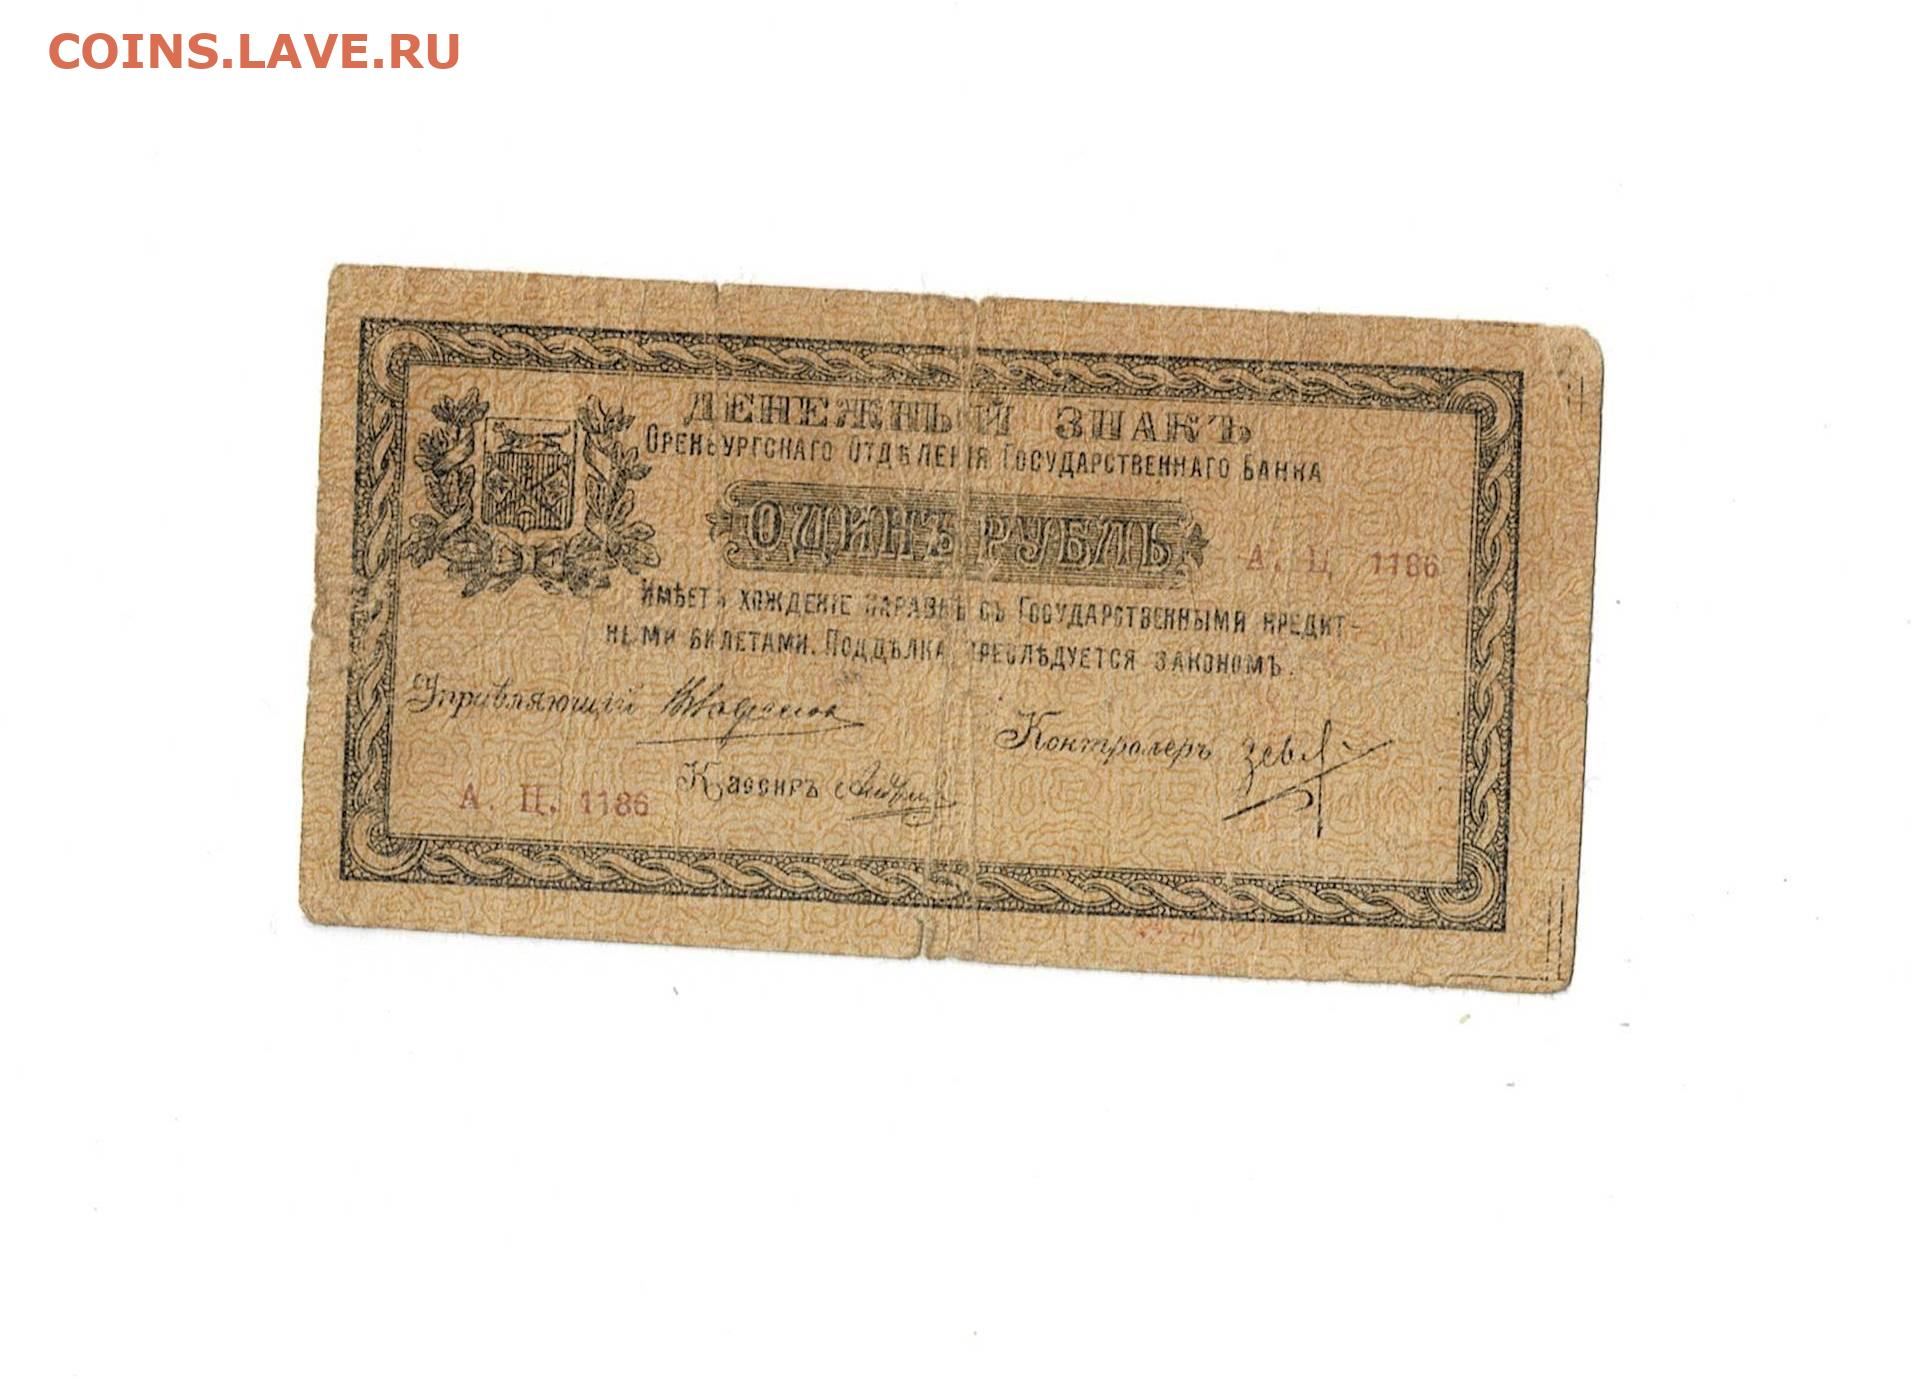 COINS.LAVE.RU
ДЕНЕЖНЫЙ ЗНАКЪ
ОРЕНБУРГСКАГО ОТДѢЛЕНІЯ ГОСУДАРСТВЕННАГО БАНКА
ОДИНЪ РУБЛЬ
А. Ц 1186
ИМѢЕТЪ ХОЖДЕНІЕ НАРАВНѢ СЪ ГОСУДАРСТВЕННЫМИ КРЕДИТ-
НЫМИ БИЛЕТАМИ. ПОДДѢЛКА ПРЕСЛѢДУЕТСЯ ЗАКОНОМЪ.
Управляющій
Контролеръ
Кассиръ
А. Ц. 1186